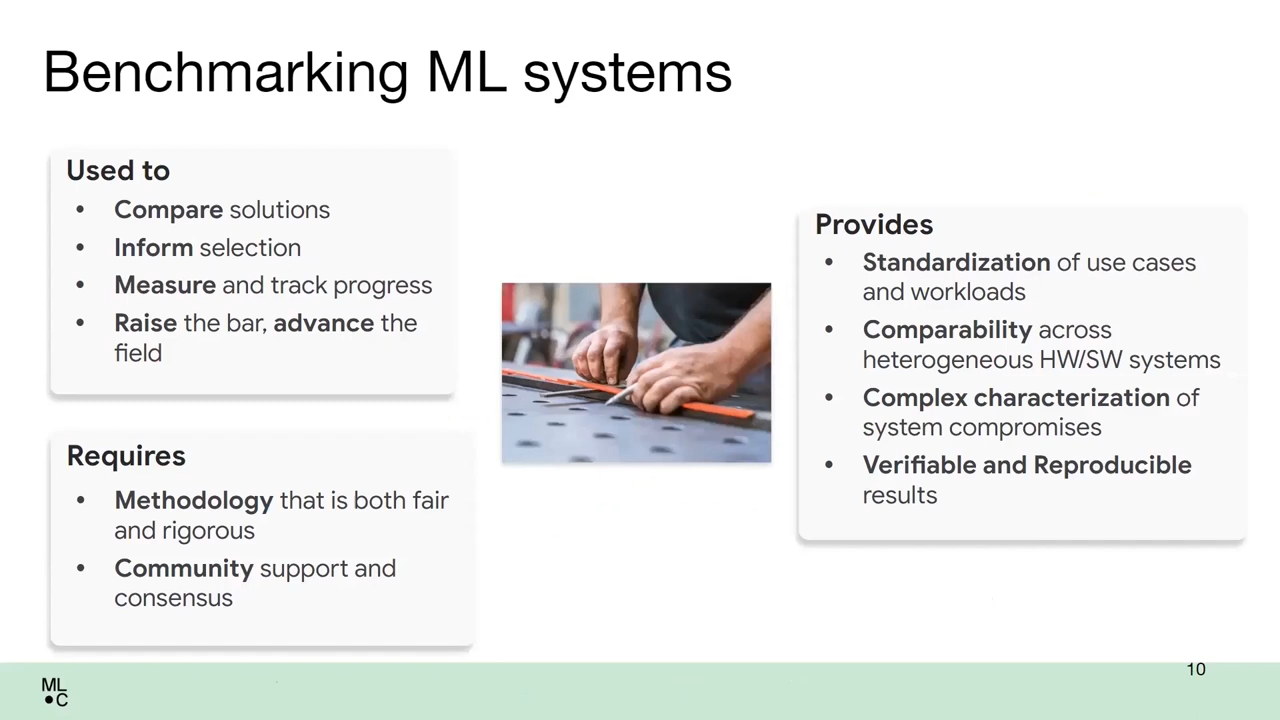 Benchmarking ML systems
Used to
• Compare solutions
• Inform selection
• Measure and track progress
• Raise the bar, advance the
field
Requires
• Methodology that is both fair
and rigorous
• Community support and
consensus
Provides
• Standardization of use cases
and workloads
• Comparability across
heterogeneous HW/SW systems
• Complex characterization of
system compromises
• Verifiable and Reproducible
results
10
ML
•C